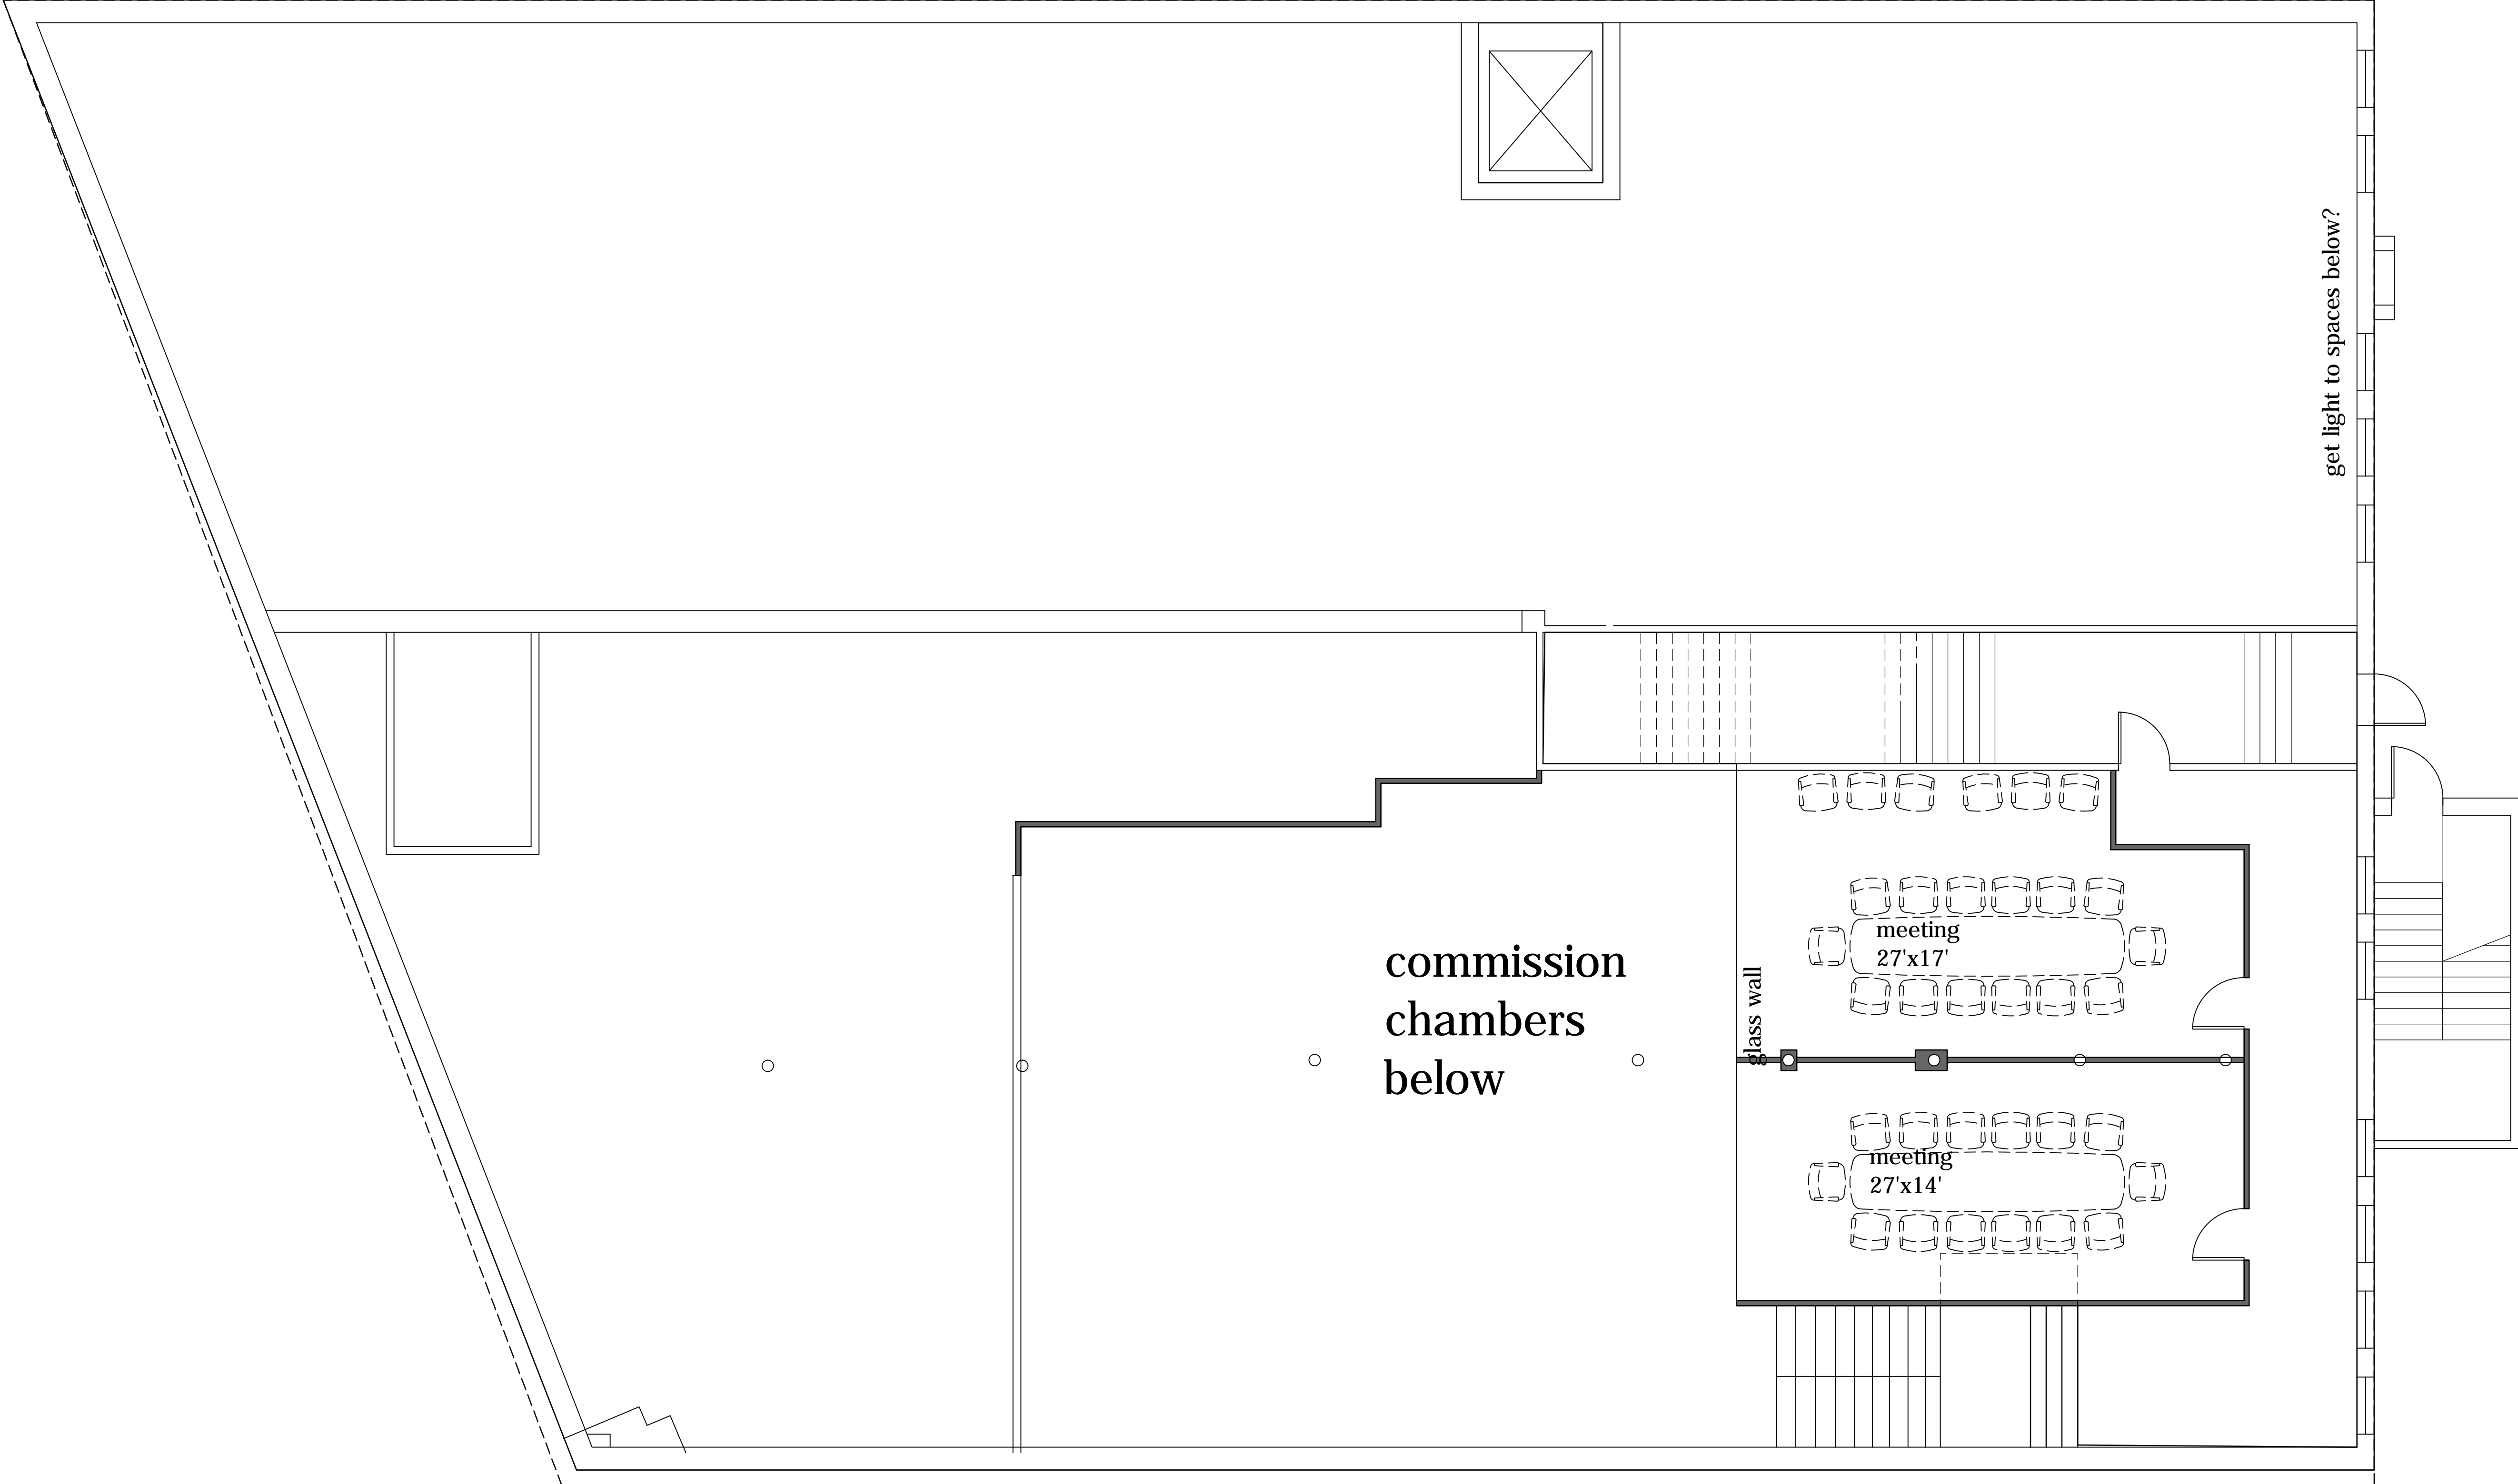 get light to spaces below?
commission
chambers
below
glass wall
meeting
27'x17'
meeting
27'x14'